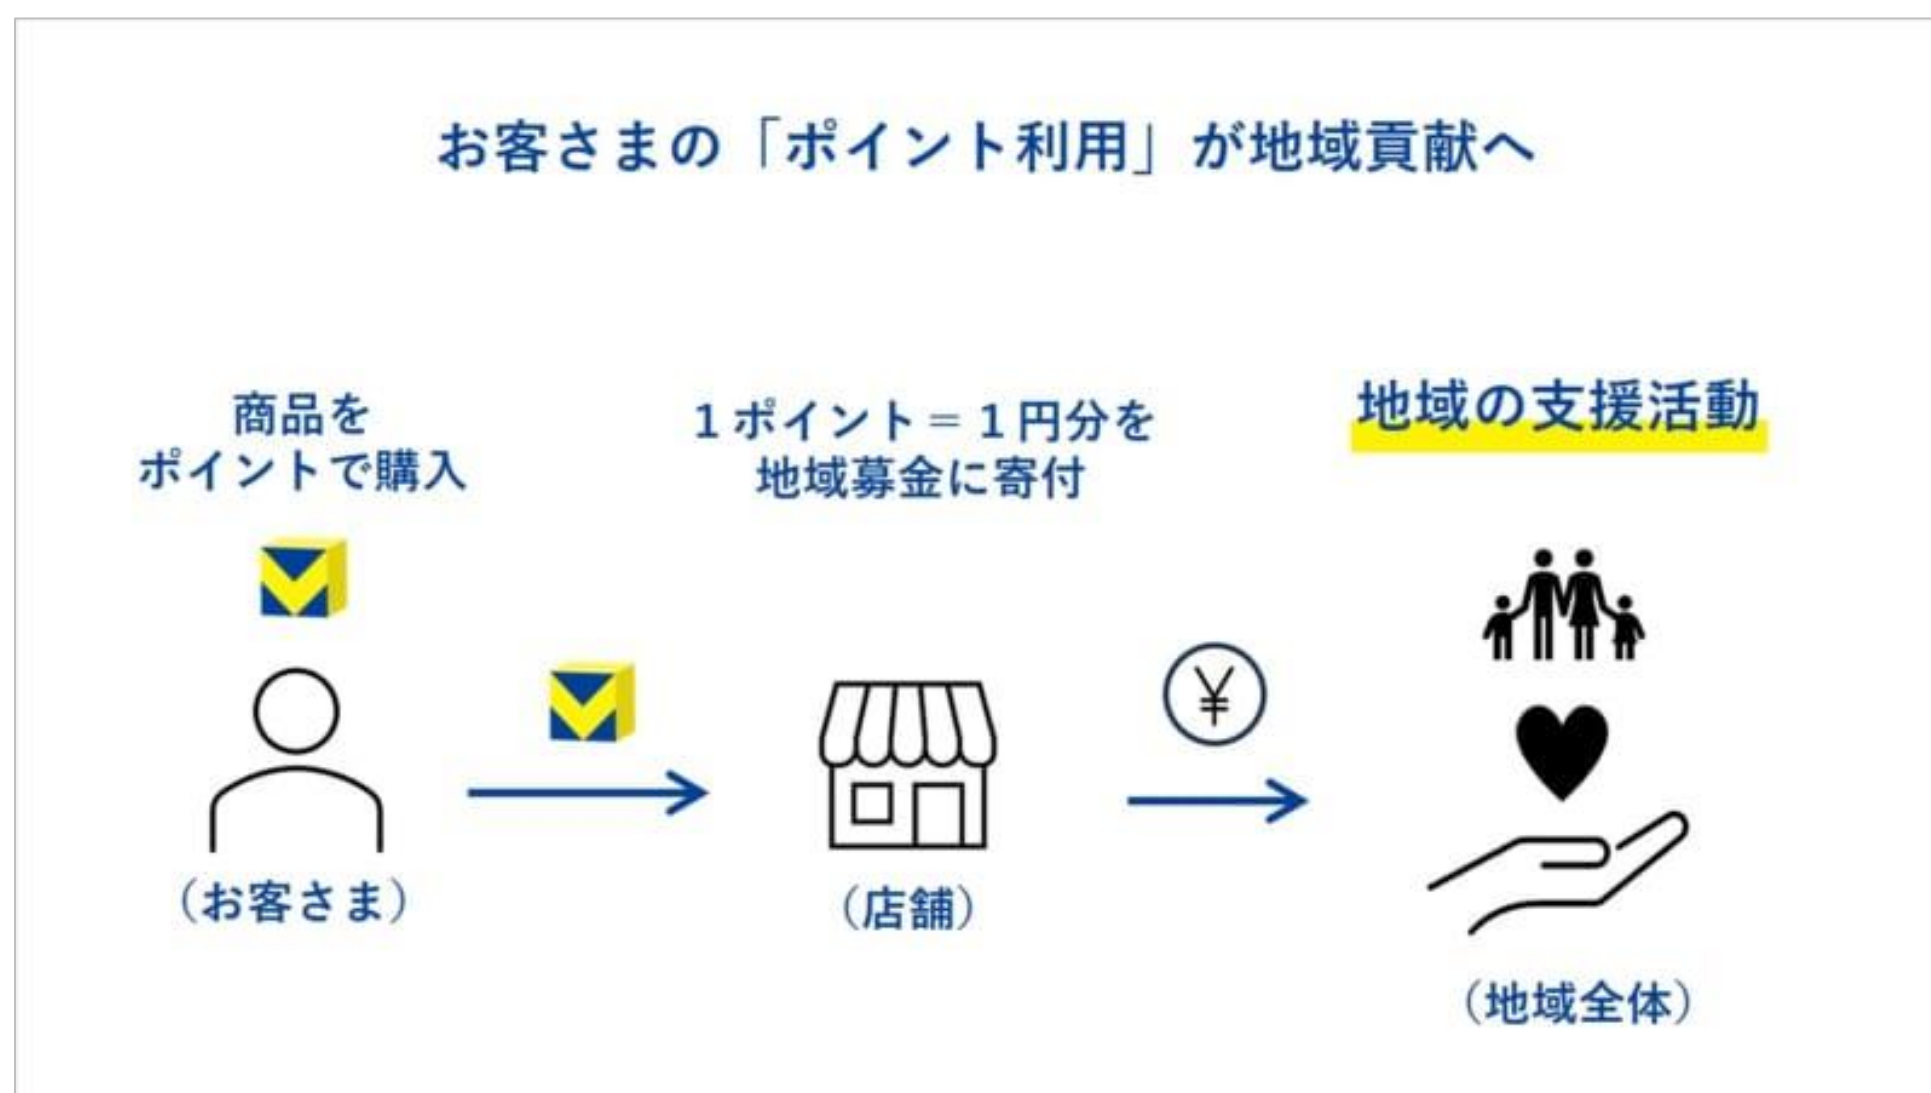 お客さまの「ポイント利用」が地域貢献へ
商品を
ポイントで購入
1ポイント=1円分を
地域募金に寄付
地域の支援活動
¥
(お客さま)
(店舗)
(地域全体)